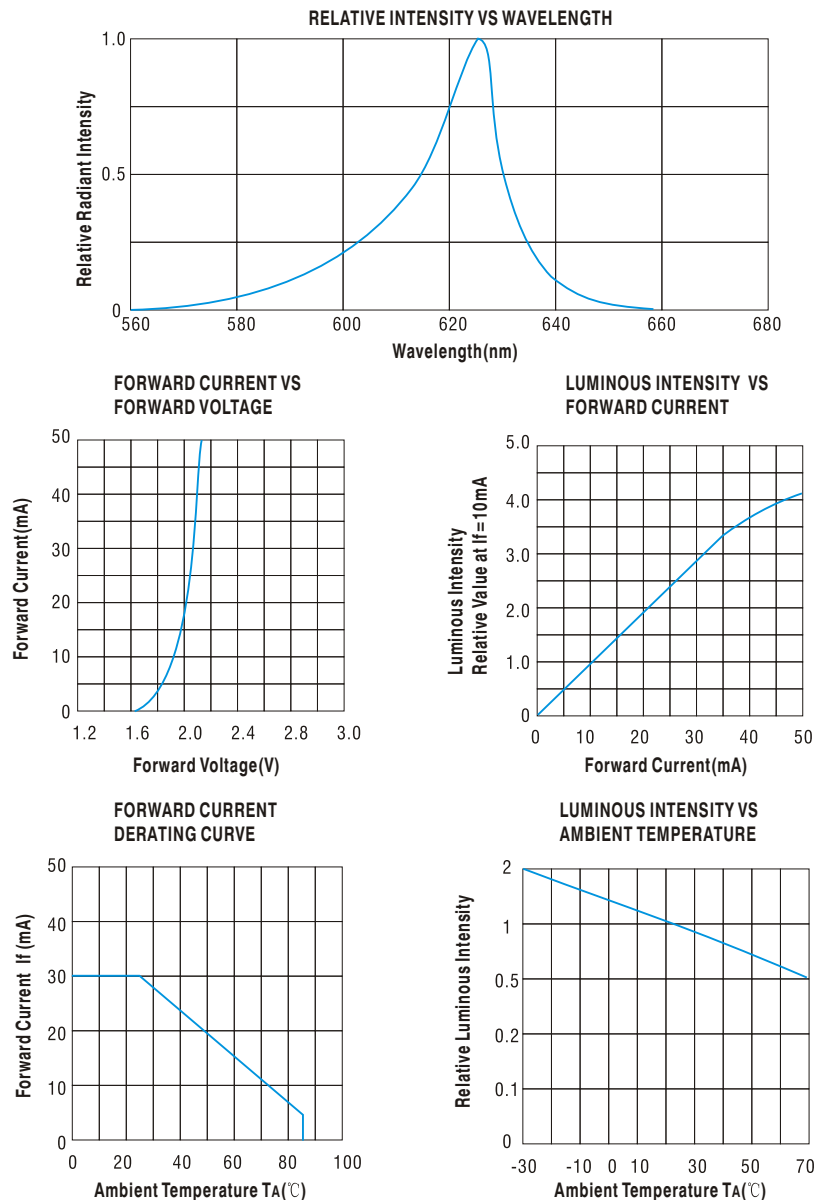 RELATIVE INTENSITY VS WAVELENGTH
1.0
0.5
0
Relative Radiant Intensity
560 580 600 620 640 660 680
Wavelength(nm)
FORWARD CURRENT VS
FORWARD VOLTAGE
50
40
30
20
10
0
Forward Current(mA)
1.2 1.6 2.0 2.4 2.8 3.0
Forward Voltage(V)
LUMINOUS INTENSITY VS
FORWARD CURRENT
5.0
4.0
3.0
2.0
1.0
0
Luminous Intensity
Relative Value at If=10mA
0 10 20 30 40 50
Forward Current(mA)
FORWARD CURRENT
DERATING CURVE
50
40
30
20
10
0
Forward Current If (mA)
0 20 40 60 80 100
Ambient Temperature TA(℃)
LUMINOUS INTENSITY VS
AMBIENT TEMPERATURE
2
1
0.5
0.2
0.1
0
Relative Luminous Intensity
-30 -10 0 10 30 50 70
Ambient Temperature TA(℃)